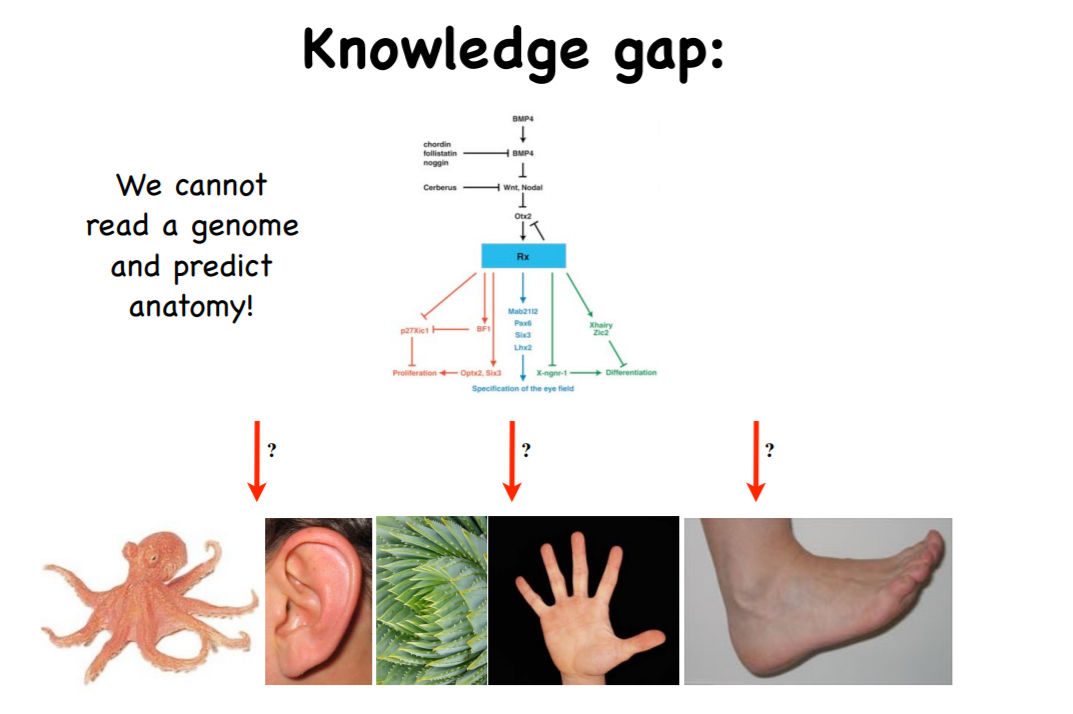 Knowledge gap:
We cannot
read a genome
and predict
anatomy!
BMP4
chordin
follistatin
noggin
BMP4
Cerberus
Wnt, Nodal
Otx2
Rx
p27Xic1
BF1
Mab21l2
Pax6
Six3
Lhx2
Xhairy
Zic2
Proliferation
Optx2, Six3
X-ngnr-1
Differentiation
Specification of the eye field
?
?
?